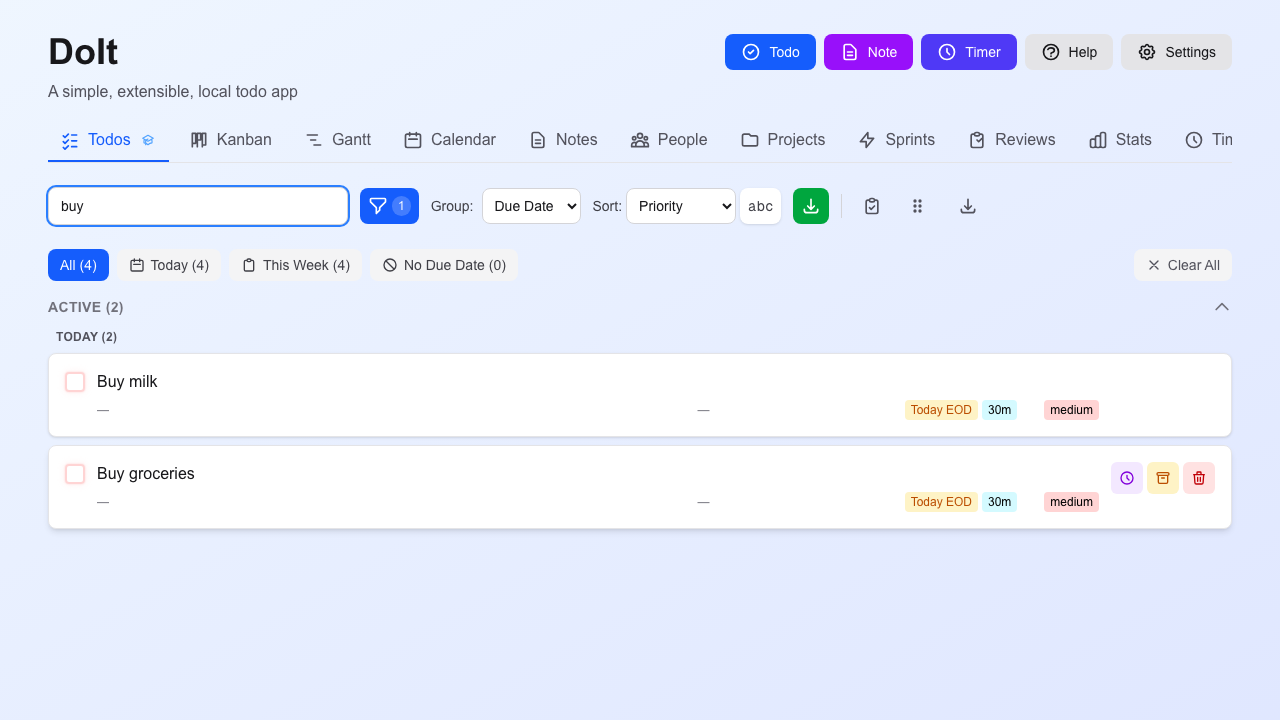 DoIt
Todo
Note
Timer
Help
Settings
A simple, extensible, local todo app
Todos
Kanban
Gantt
Calendar
Notes
People
Projects
Sprints
Reviews
Stats
Tin
buy
1
Group:
Due Date
Sort:
Priority
abc
All (4)
Today (4)
This Week (4)
No Due Date (0)
Clear All
ACTIVE (2)
TODAY (2)
Buy milk
—
—
Today EOD
30m
medium
Buy groceries
—
—
Today EOD
30m
medium